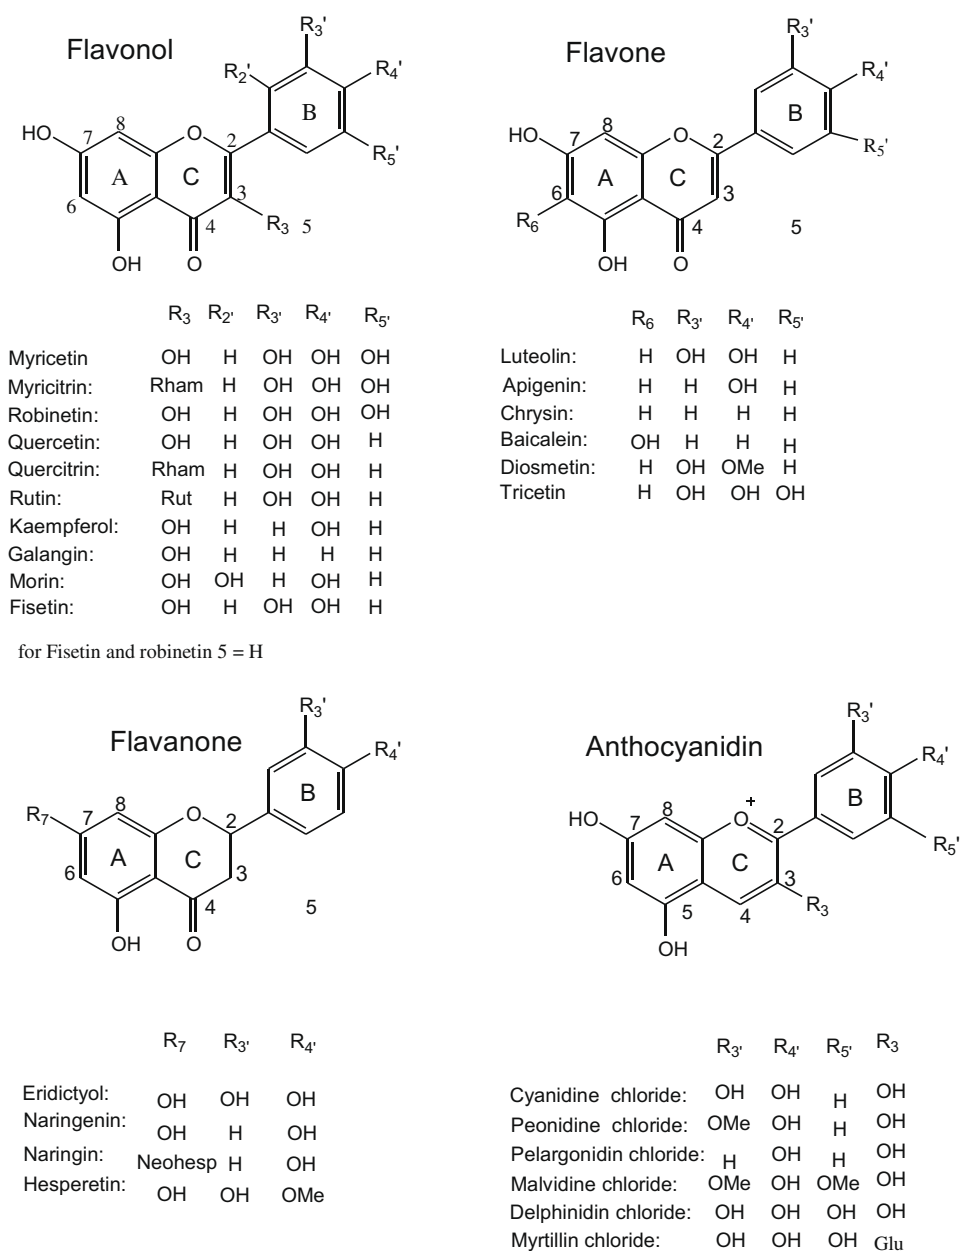 Flavonol
R3'
R2'
R4'
B
HO
7
8
O
2
R5'
A
C
6
3
4
R3
5
OH
O
R3 R2' R3' R4' R5'
Myricetin OH H OH OH OH
Myricitrin: Rham H OH OH OH
Robinetin: OH H OH OH OH
Quercetin: OH H OH OH H
Quercitrin: Rham H OH OH H
Rutin: Rut H OH OH H
Kaempferol: OH H H OH H
Galangin: OH H H H H
Morin: OH OH H OH H
Fisetin: OH H OH OH H
for Fisetin and robinetin 5 = H
Flavone
R3'
R4'
B
HO
7
8
O
2
R5'
A
C
6
3
R6
4
5
OH
O
R6 R3' R4' R5'
Luteolin: H OH OH H
Apigenin: H H OH H
Chrysin: H H H H
Baicalein: OH H H H
Diosmetin: H OH OMe H
Tricetin H OH OH OH
Flavanone
R3'
R4'
B
R7
7
8
O
2
A
C
6
3
4
5
OH
O
R7 R3' R4'
Eridictyol: OH OH OH
Naringenin: OH H OH
Naringin: Neohesp H OH
Hesperetin: OH OH OMe
Anthocyanidin
R3'
R4'
B
+
HO
7
8
O
2
R5'
A
C
6
3
5
4
R3
OH
R3' R4' R5' R3
Cyanidine chloride: OH OH H OH
Peonidine chloride: OMe OH H OH
Pelargonidin chloride: H OH H OH
Malvidine chloride: OMe OH OMe OH
Delphinidin chloride: OH OH OH OH
Myrtillin chloride: OH OH OH Glu